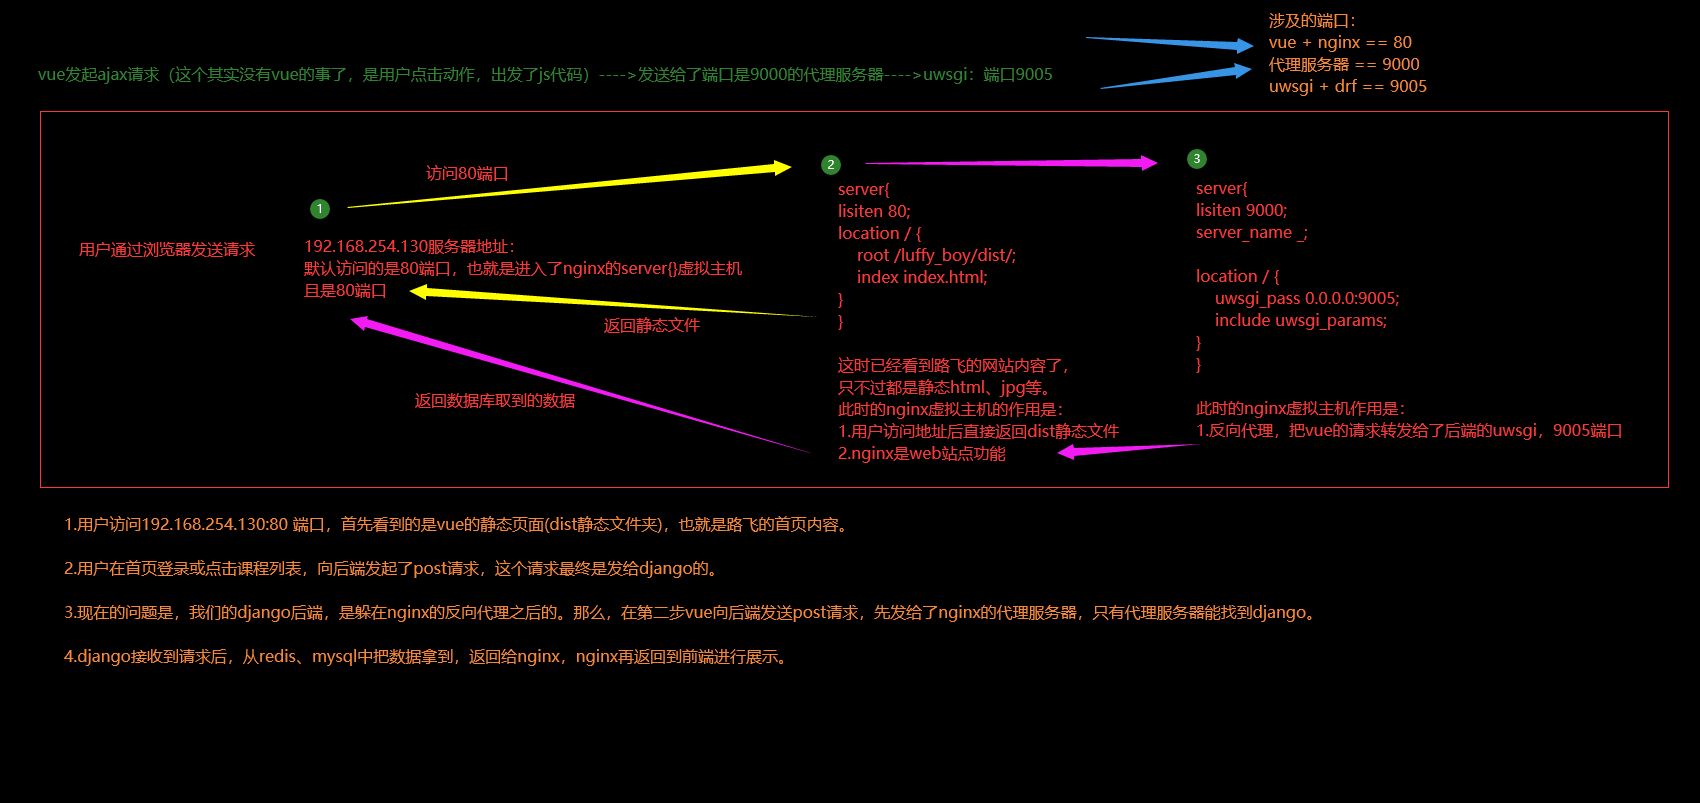 涉及的端口：
vue + nginx == 80
代理服务器 == 9000
uwsgi + drf == 9005
vue发起ajax请求（这个其实没有vue的事了，是用户点击动作，出发了js代码）---->发送给了端口是9000的代理服务器---->uwsgi：端口9005
用户通过浏览器发送请求
访问80端口
1
192.168.254.130服务器地址：
默认访问的是80端口，也就是进入了nginx的server{}虚拟主机
且是80端口
返回静态文件
返回数据库取到的数据
2
server{
lisiten 80;
location / {
root /luffy_boy/dist/;
index index.html;
}
}
这时已经看到路飞的网站内容了，
只不过都是静态html、jpg等。
此时的nginx虚拟主机的作用是：
1.用户访问地址后直接返回dist静态文件
2.nginx是web站点功能
3
server{
lisiten 9000;
server_name _;
location / {
uwsgi_pass 0.0.0.0:9005;
include uwsgi_params;
}
}
此时的nginx虚拟主机作用是：
1.反向代理，把vue的请求转发给了后端的uwsgi，9005端口
1.用户访问192.168.254.130:80 端口，首先看到的是vue的静态页面(dist静态文件夹)，也就是路飞的首页内容。
2.用户在首页登录或点击课程列表，向后端发起了post请求，这个请求最终是发给django的。
3.现在的问题是，我们的django后端，是躲在nginx的反向代理之后的。那么，在第二步vue向后端发送post请求，先发给了nginx的代理服务器，只有代理服务器能找到django。
4.django接收到请求后，从redis、mysql中把数据拿到，返回给nginx，nginx再返回到前端进行展示。